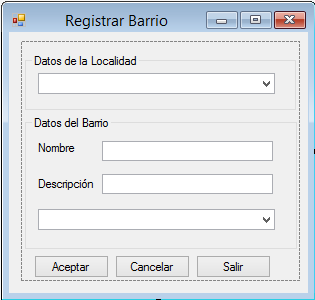 Registrar Barrio
Datos de la Localidad
Datos del Barrio
Nombre
Descripción
Aceptar Cancelar Salir